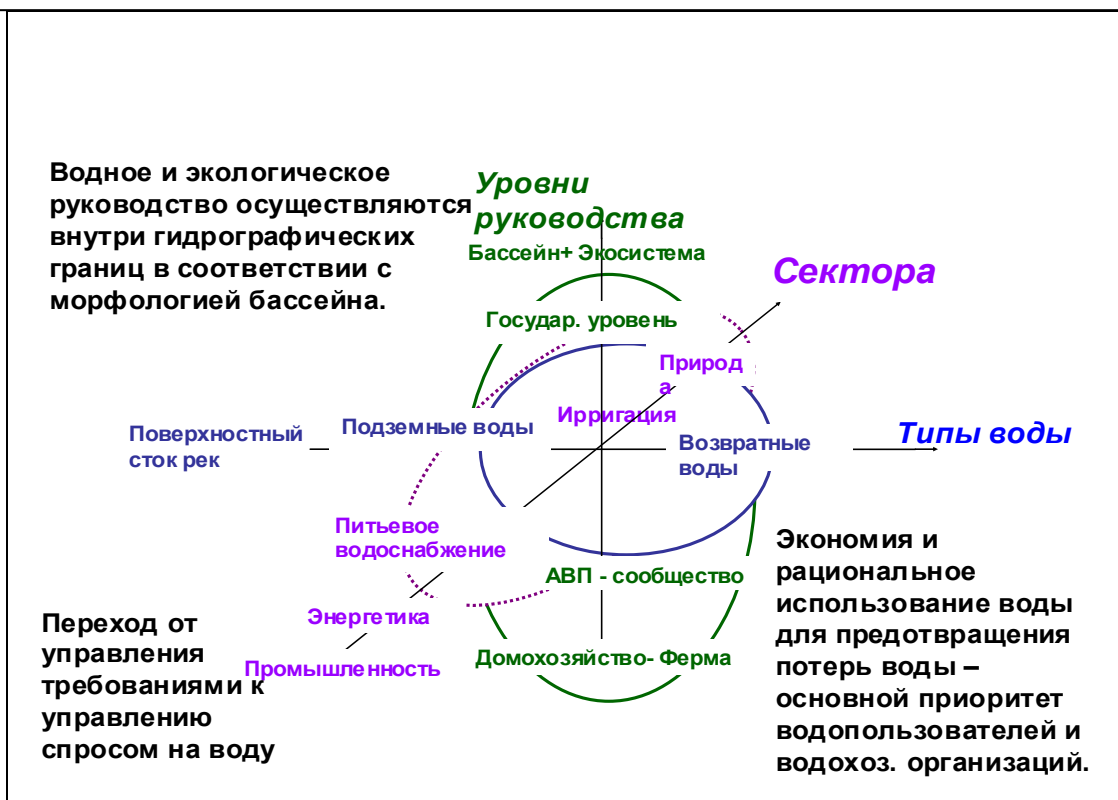 Водное и экологическое
руководство осуществляются
внутри гидрографических
границ в соответствии с
морфологией бассейна.
Уровни
руководства
Бассейн+ Экосистема
Сектора
Государ. уровень
Природ
а
Ирригация
Поверхностный
сток рек
Подземные воды
Возвратные
воды
Типы воды
Питьевое
водоснабжение
АВП - сообщество
Энергетика
Промышленность
Домохозяйство- Ферма
Переход от
управления
требованиями к
управлению
спросом на воду
Экономия и
рациональное
использование воды
для предотвращения
потерь воды –
основной приоритет
водопользователей и
водохоз. организаций.